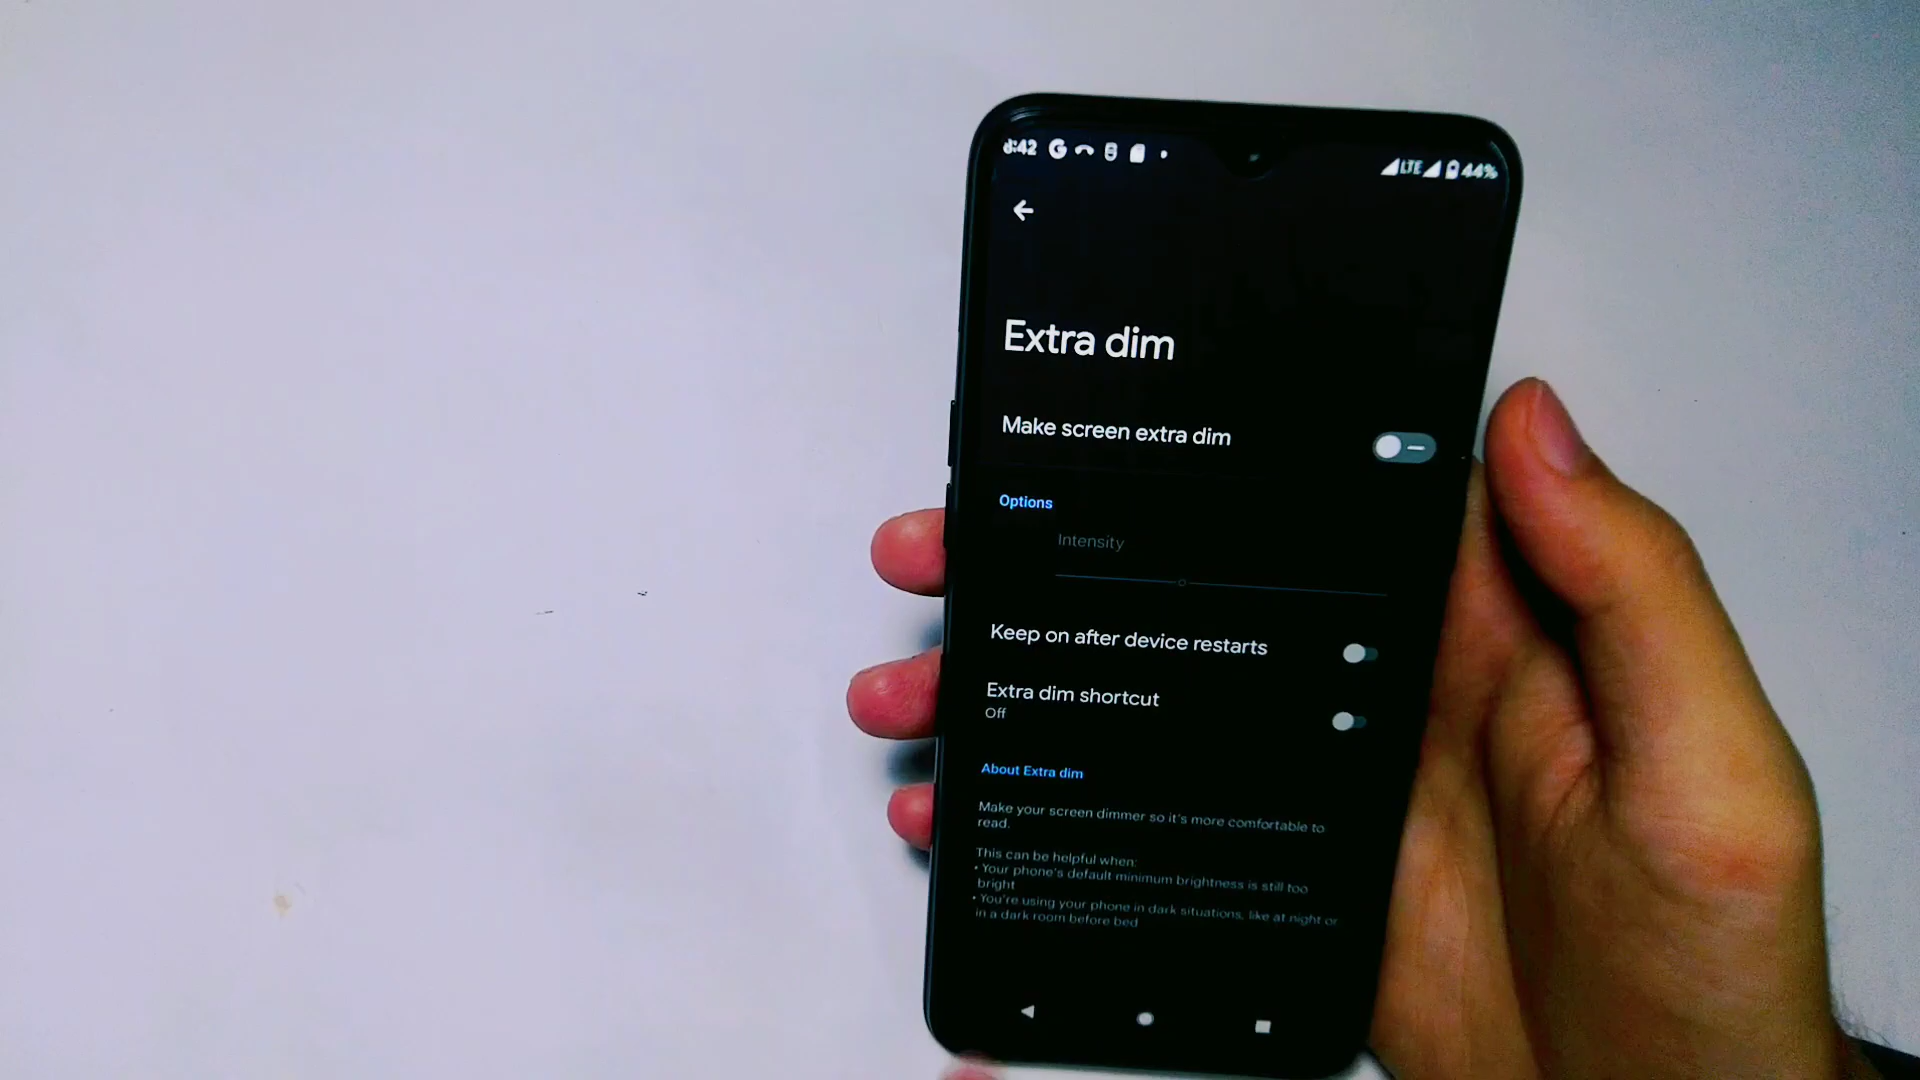 :42
LTE 44%
Extra dim
Make screen extra dim
Options
Intensity
Keep on after device restarts
Extra dim shortcut
Off
About Extra dim
Make your screen dimmer so it's more comfortable to
read.
This can be helpful when:
• Your phone's default minimum brightness is still too
bright
• You're using your phone in dark situations, like at night or
in a dark room before bed